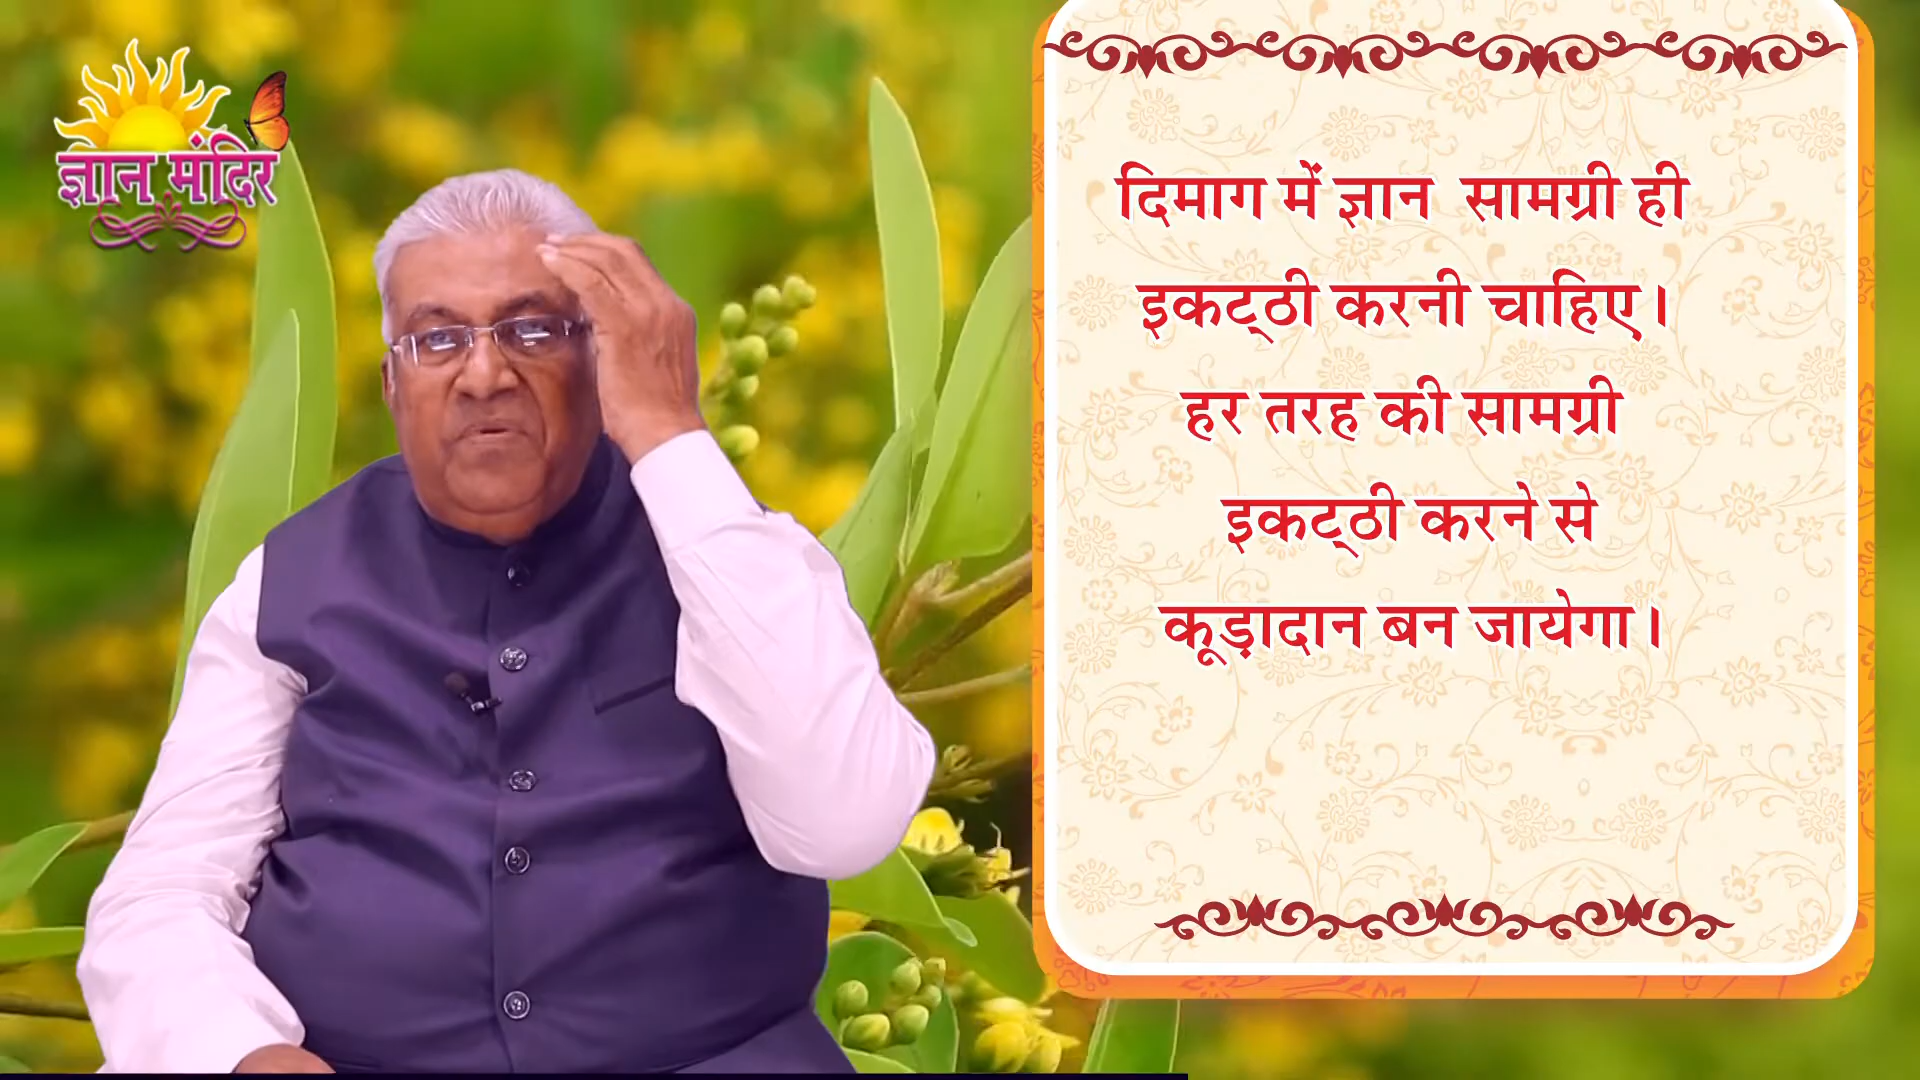 ज्ञान मंदिर
दिमाग में ज्ञान सामग्री ही
इकट्ठी करनी चाहिए।
हर तरह की सामग्री
इकट्ठी करने से
कूड़ादान बन जायेगा।